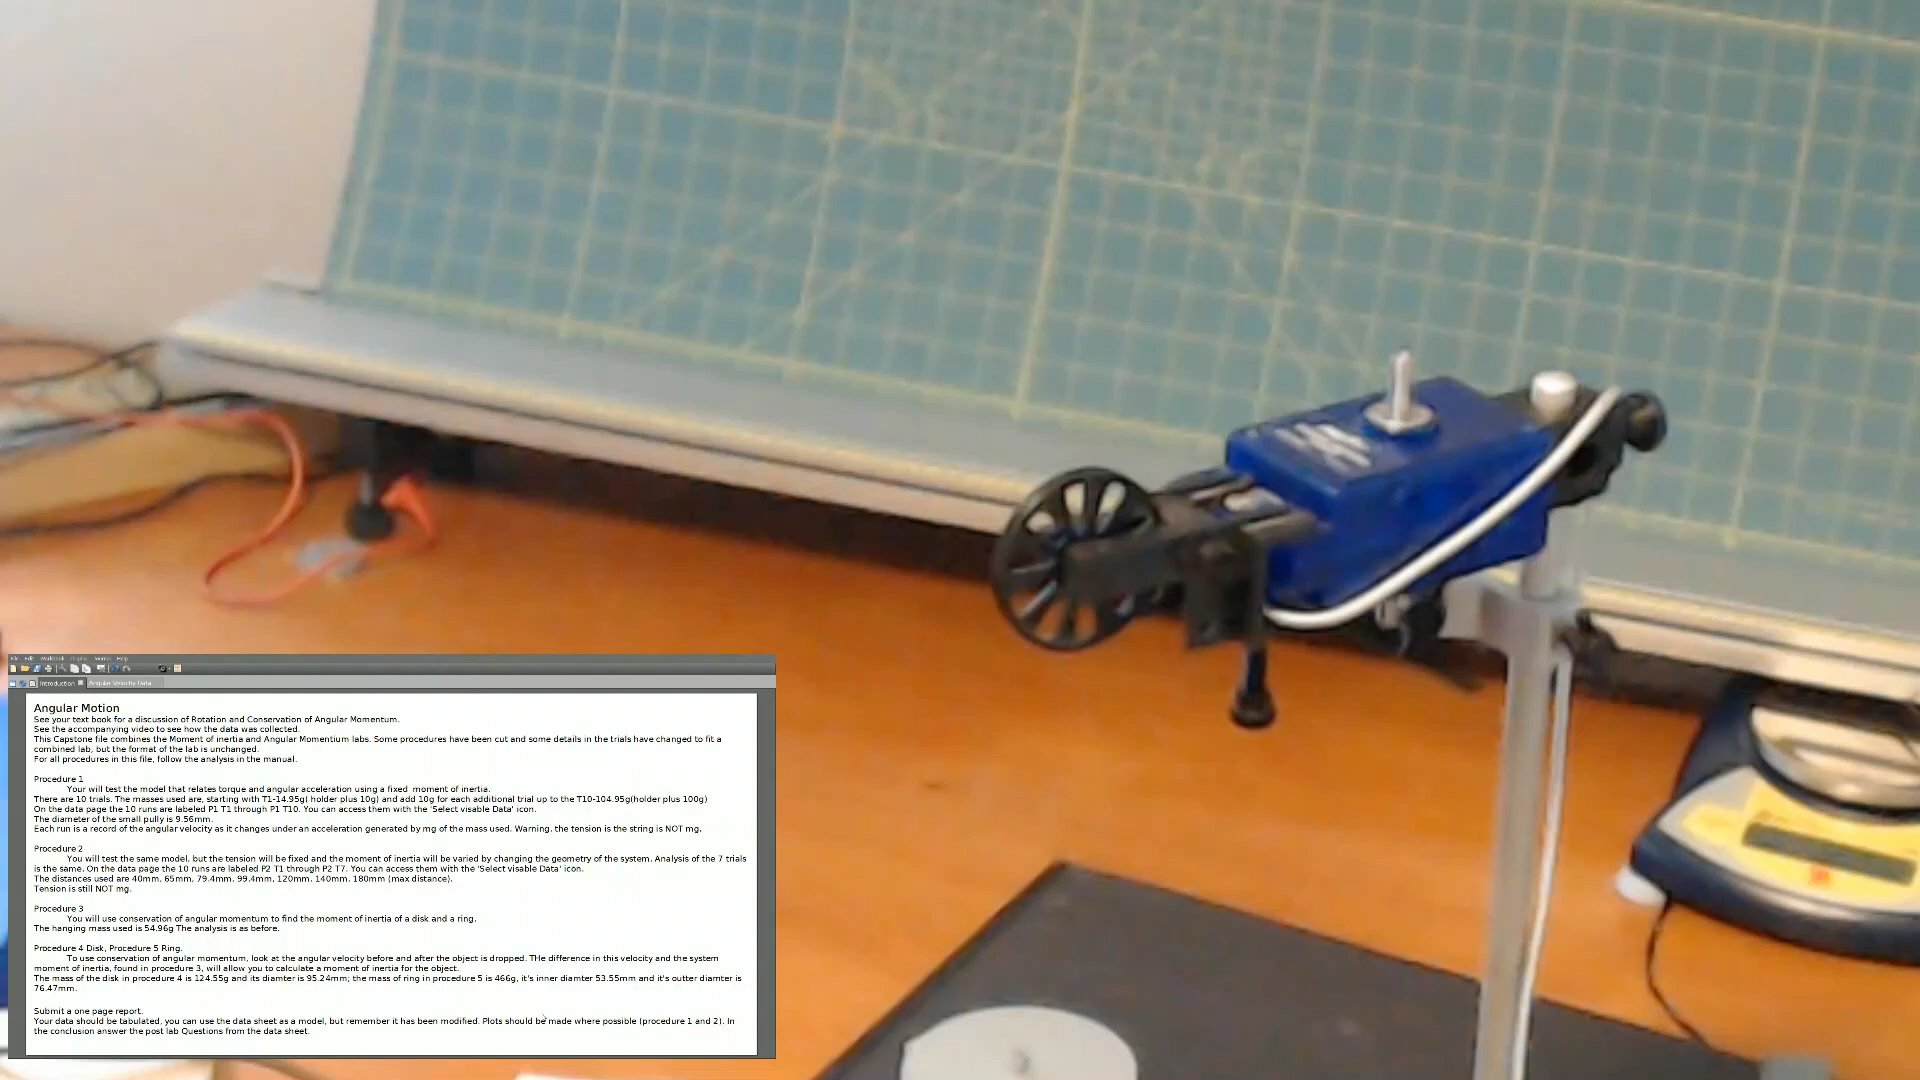 File Edit Workbook Display Journal Help
Introduction Angular Velocity Data
Angular Motion
See your text book for a discussion of Rotation and Conservation of Angular Momentum.
See the accompanying video to see how the data was collected.
This Capstone file combines the Moment of inertia and Angular Momentium labs. Some procedures have been cut and some details in the trials have changed to fit a
combined lab, but the format of the lab is unchanged.
For all procedures in this file, follow the analysis in the manual.
Procedure 1
Your will test the model that relates torque and angular acceleration using a fixed moment of inertia.
There are 10 trials. The masses used are, starting with T1-14.95g( holder plus 10g) and add 10g for each additional trial up to the T10-104.95g(holder plus 100g)
On the data page the 10 runs are labeled P1 T1 through P1 T10. You can access them with the 'Select visable Data' icon.
The diameter of the small pully is 9.56mm.
Each run is a record of the angular velocity as it changes under an acceleration generated by mg of the mass used. Warning, the tension is the string is NOT mg.
Procedure 2
You will test the same model, but the tension will be fixed and the moment of inertia will be varied by changing the geometry of the system. Analysis of the 7 trials
is the same. On the data page the 10 runs are labeled P2 T1 through P2 T7. You can access them with the 'Select visable Data' icon.
The distances used are 40mm, 65mm, 79.4mm, 99.4mm, 120mm, 140mm, 180mm (max distance).
Tension is still NOT mg.
Procedure 3
You will use conservation of angular momentum to find the moment of inertia of a disk and a ring.
The hanging mass used is 54.96g The analysis is as before.
Procedure 4 Disk, Procedure 5 Ring.
To use conservation of angular momentum, look at the angular velocity before and after the object is dropped. THe difference in this velocity and the system
moment of inertia, found in procedure 3, will allow you to calculate a moment of inertia for the object.
The mass of the disk in procedure 4 is 124.55g and its diamter is 95.24mm; the mass of ring in procedure 5 is 466g, it's inner diamter 53.55mm and it's outter diamter is
76.47mm.
Submit a one page report.
Your data should be tabulated, you can use the data sheet as a model, but remember it has been modified. Plots should be made where possible (procedure 1 and 2). In
the conclusion answer the post lab Questions from the data sheet.